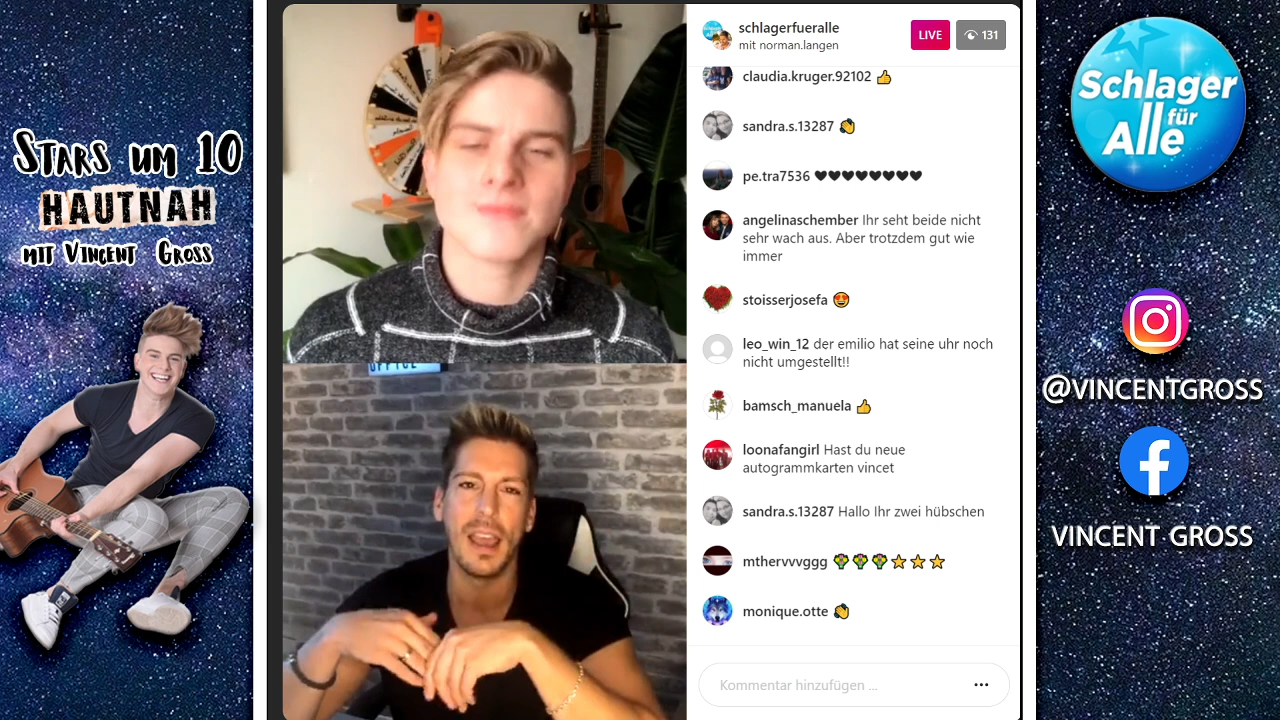 Stars um 10
HAUTNAH
mit Vincent Gross
OFFICE
schlagerfueralle
mit norman.langen
LIVE
131
claudia.kruger.92102 👍
sandra.s.13287 👏
pe.tra7536 ♥♥♥♥♥♥♥♥
angelinaschember Ihr seht beide nicht
sehr wach aus. Aber trotzdem gut wie
immer
stoisserjosefa 😍
leo_win_12 der emilio hat seine uhr noch
nicht umgestellt!!
bamsch_manuela 👍
loonafangirl Hast du neue
autogrammkarten vincet
sandra.s.13287 Hallo Ihr zwei hübschen
mthervvvggg 💐💐💐⭐⭐⭐
monique.otte 👏
Kommentar hinzufügen ...
Schlager
für
Alle
@VINCENTGROSS
VINCENT GROSS